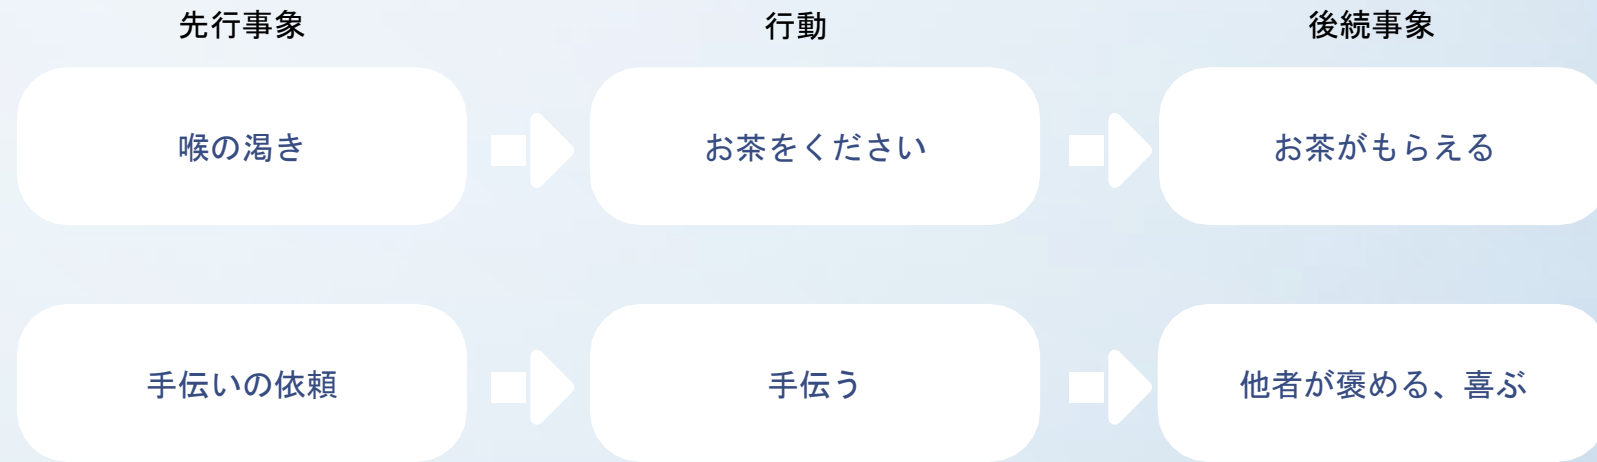 先行事象
行動
後続事象
喉の渇き
お茶をください
お茶がもらえる
手伝いの依頼
手伝う
他者が褒める、喜ぶ